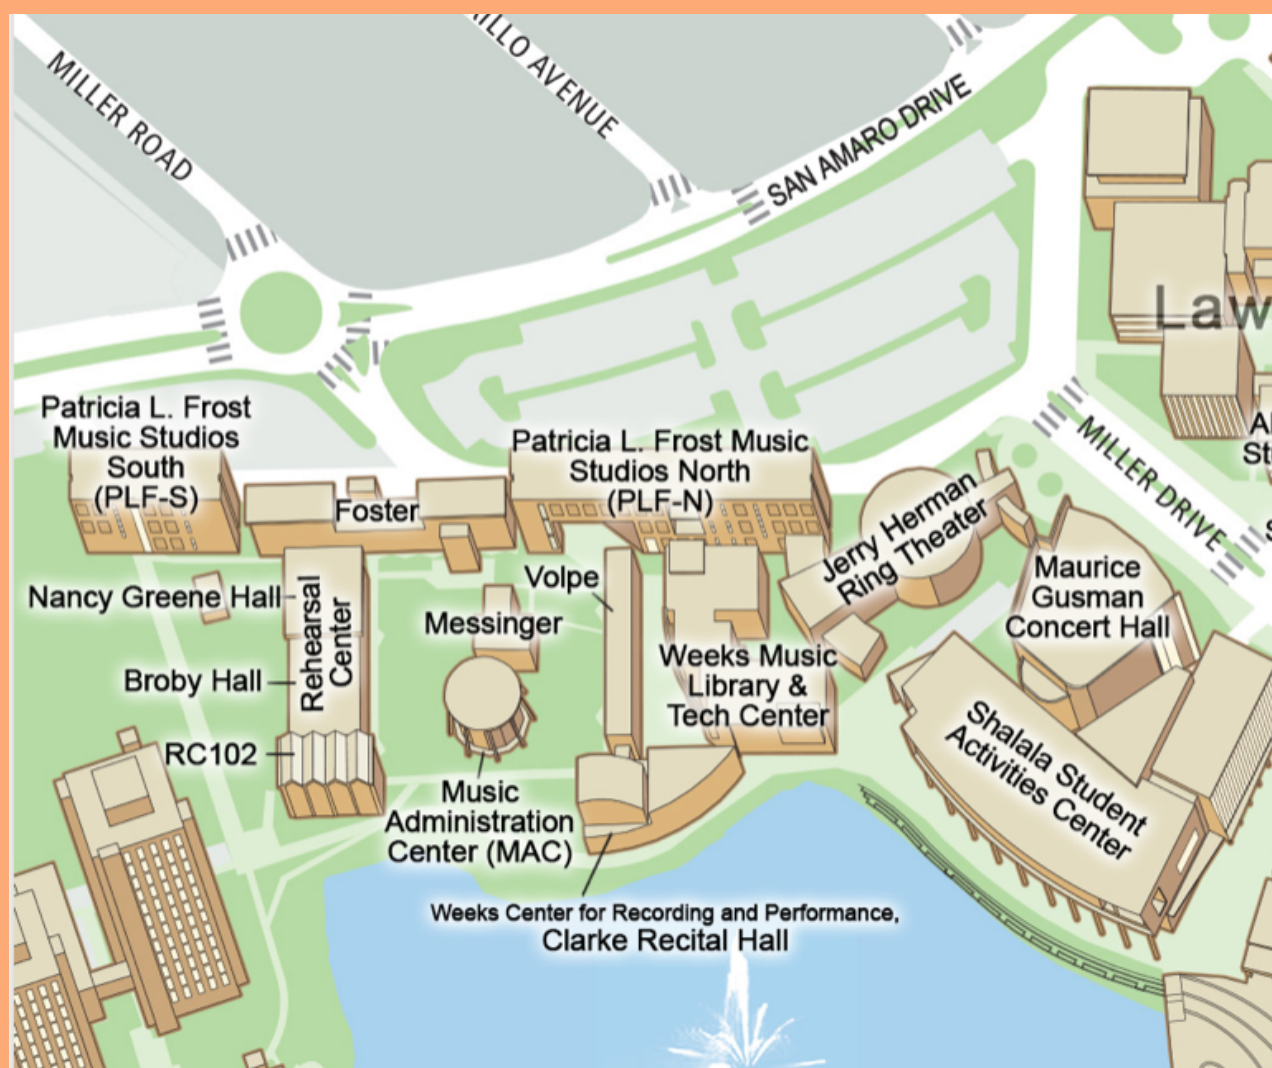 MILLER ROAD
AVENUE
SAN AMARO DRIVE
Law
MILLER DRIVE
Patricia L. Frost
Music Studios
South
(PLF-S)
Foster
Patricia L. Frost Music
Studios North
(PLF-N)
Jerry Herman
Ring Theater
Maurice
Gusman
Concert Hall
Nancy Greene Hall
Rehearsal
Center
Volpe
Messinger
Broby Hall
Weeks Music
Library &
Tech Center
RC102
Shalala Student
Activities Center
Music
Administration
Center (MAC)
Weeks Center for Recording and Performance,
Clarke Recital Hall